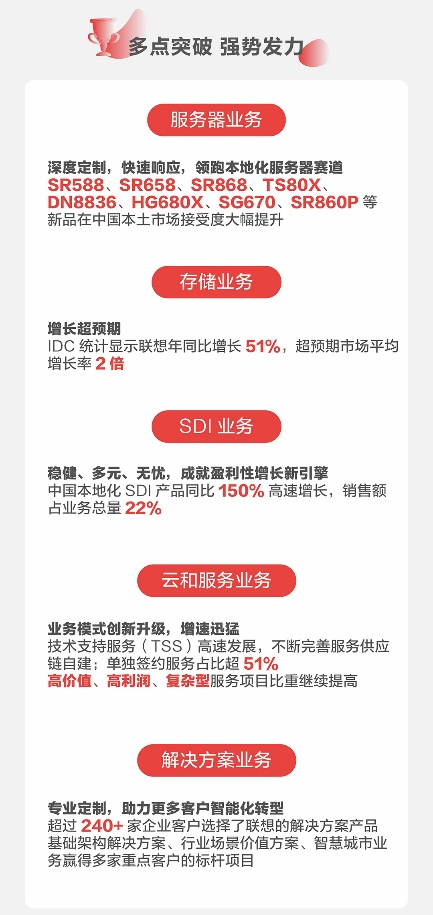 多点突破 强势发力
服务器业务
深度定制，快速响应，领跑本地化服务器赛道
SR588、SR658、SR868、TS80X、
DN8836、HG680X、SG670、SR860P 等
新品在中国本土市场接受度大幅提升
存储业务
增长超预期
IDC 统计显示联想年同比增长 51%，超预期市场平均
增长率 2 倍
SDI 业务
稳健、多元、无忧，成就盈利性增长新引擎
中国本地化 SDI 产品同比 150% 高速增长，销售额
占业务总量 22%
云和服务业务
业务模式创新升级，增速迅猛
技术支持服务（TSS）高速发展，不断完善服务供应
链自建；单独签约服务占比超 51%
高价值、高利润、复杂型服务项目比重继续提高
解决方案业务
专业定制，助力更多客户智能化转型
超过 240+ 家企业客户选择了联想的解决方案产品
基础架构解决方案、行业场景价值方案、智慧城市业
务赢得多家重点客户的标杆项目